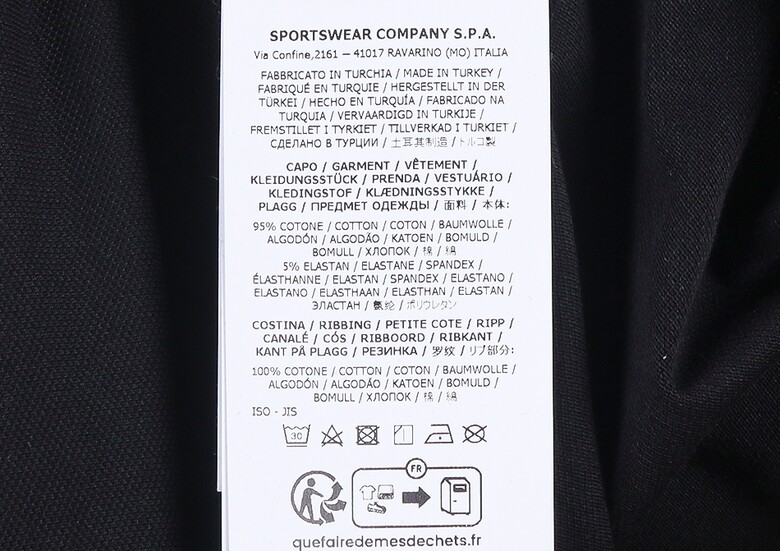 SPORTSWEAR COMPANY S.P.A.
Via Confine,2161 – 41017 RAVARINO (MO) ITALIA
FABBRICATO IN TURCHIA / MADE IN TURKEY /
FABRIQUÉ EN TURQUIE / HERGESTELLT IN DER
TÜRKEI / HECHO EN TURQUÍA / FABRICADO NA
TURQUIA / VERVAARDIGD IN TURKIJE /
FREMSTILLET I TYRKIET / TILLVERKAD I TURKIET /
СДЕЛАНО В ТУРЦИИ / 土耳其制造 / トルコ製
CAPO / GARMENT / VÊTEMENT /
KLEIDUNGSSTÜCK / PRENDA / VESTUÁRIO /
KLEDINGSTOF / KLÆDNINGSSTYKKE /
PLAGG / ПРЕДМЕТ ОДЕЖДЫ / 面料 / 本体:
95% COTONE / COTTON / COTON / BAUMWOLLE /
ALGODÓN / ALGODÃO / KATOEN / BOMULD /
BOMULL / ХЛОПОК / 棉 / 綿
5% ELASTAN / ELASTANE / SPANDEX /
ÉLASTHANNE / ELASTAN / SPANDEX / ELASTANO /
ELASTANO / ELASTHAAN / ELASTHAN / ELASTAN /
ЭЛАСТАН / 氨纶 / ポリウレタン
COSTINA / RIBBING / PETITE COTE / RIPP /
CANALÉ / CÓS / RIBBOORD / RIBKANT /
KANT PÅ PLAGG / РЕЗИНКА / 罗纹 / リブ部分:
100% COTONE / COTTON / COTON / BAUMWOLLE /
ALGODÓN / ALGODÃO / KATOEN / BOMULD /
BOMULL / ХЛОПОК / 棉 / 綿
ISO - JIS
30
FR
quefairedemesdechets.fr